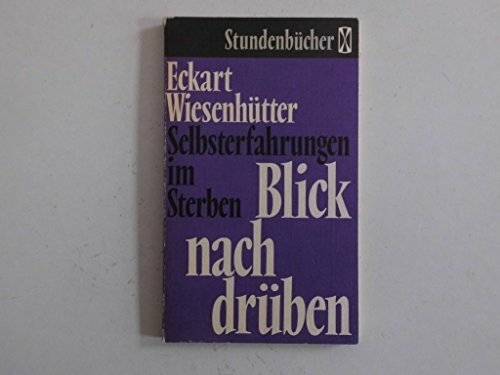 Stundenbücher
Eckart
Wiesenhütter
Selbsterfahrungen
im
Sterben
Blick
nach
drüben